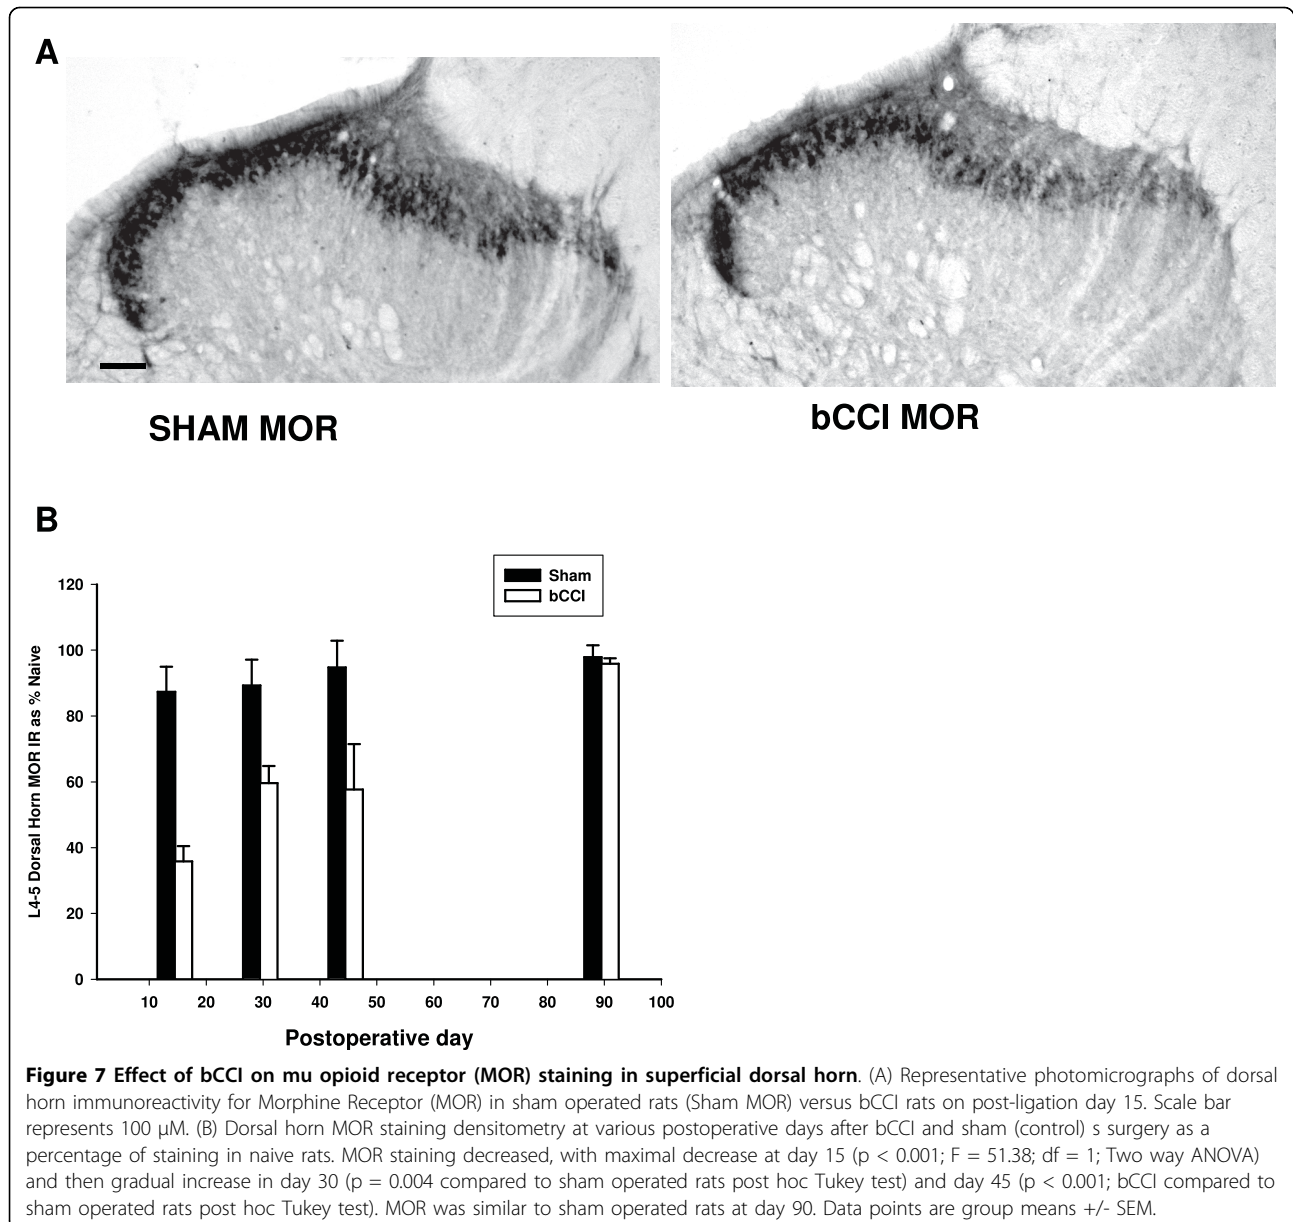 A
SHAM MOR
bCCI MOR
B
Sham
bCCI
120
100
80
60
40
20
0
L4-5 Dorsal Horn MOR IR as % Naive
10 20 30 40 50 60 70 80 90 100
Postoperative day
Figure 7 Effect of bCCI on mu opioid receptor (MOR) staining in superficial dorsal horn. (A) Representative photomicrographs of dorsal
horn immunoreactivity for Morphine Receptor (MOR) in sham operated rats (Sham MOR) versus bCCI rats on post-ligation day 15. Scale bar
represents 100 μM. (B) Dorsal horn MOR staining densitometry at various postoperative days after bCCI and sham (control) s surgery as a
percentage of staining in naive rats. MOR staining decreased, with maximal decrease at day 15 (p < 0.001; F = 51.38; df = 1; Two way ANOVA)
and then gradual increase in day 30 (p = 0.004 compared to sham operated rats post hoc Tukey test) and day 45 (p < 0.001; bCCI compared to
sham operated rats post hoc Tukey test). MOR was similar to sham operated rats at day 90. Data points are group means +/- SEM.